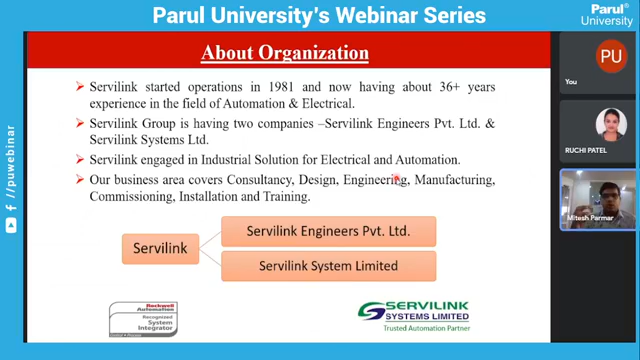 Parul University's Webinar Series
Parul®
University
About Organization
Servilink started operations in 1981 and now having about 36+ years
experience in the field of Automation & Electrical.
Servilink Group is having two companies –Servilink Engineers Pvt. Ltd. &
Servilink Systems Ltd.
Servilink engaged in Industrial Solution for Electrical and Automation.
Our business area covers Consultancy, Design, Engineering, Manufacturing,
Commissioning, Installation and Training.
Servilink
Servilink Engineers Pvt. Ltd.
Servilink System Limited
Rockwell
Automation
Recognized
System
Integrator
SERVILINK
SYSTEMS LIMITED
Trusted Automation Partner
/puwebinar
PU
You
RUCHI PATEL
Mitesh Parmar